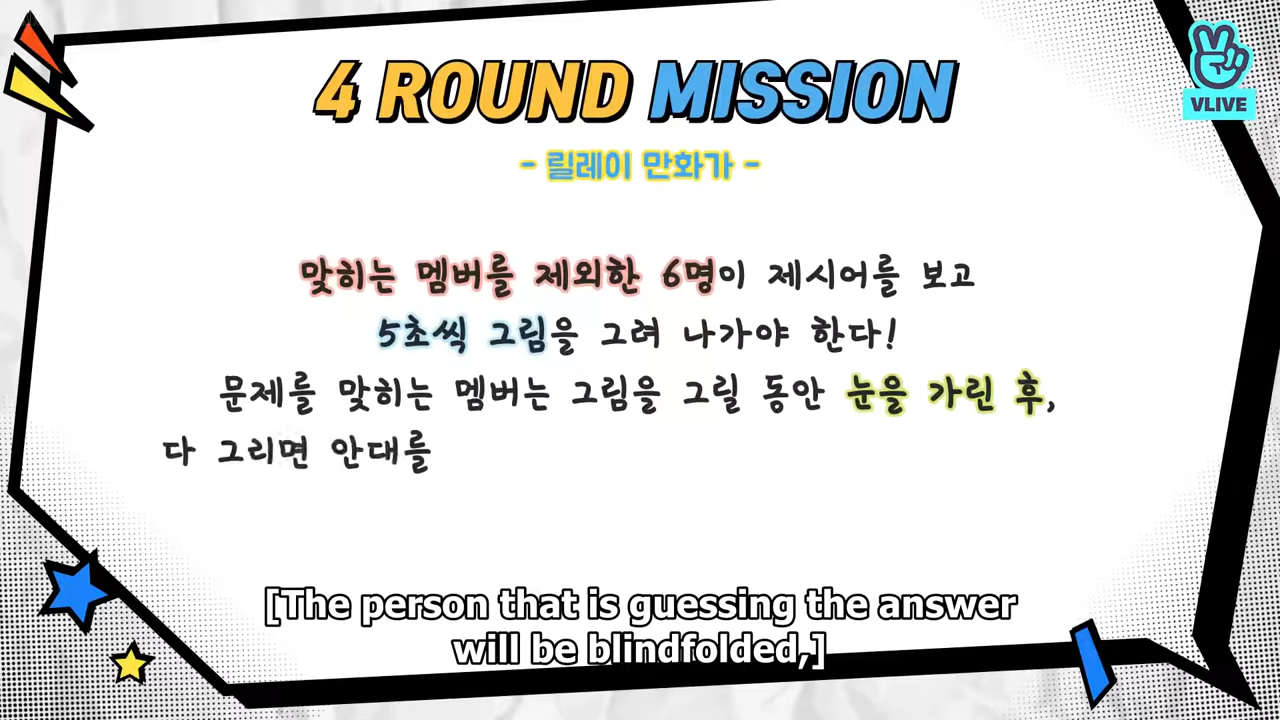 4 ROUND MISSION
VLIVE
- 릴레이 만화가 -
맞히는 멤버를 제외한 6명이 제시어를 보고
5초씩 그림을 그려 나가야 한다!
문제를 맞히는 멤버는 그림을 그릴 동안 눈을 가린 후,
다 그리면 안대를
[The person that is guessing the answer
will be blindfolded,]